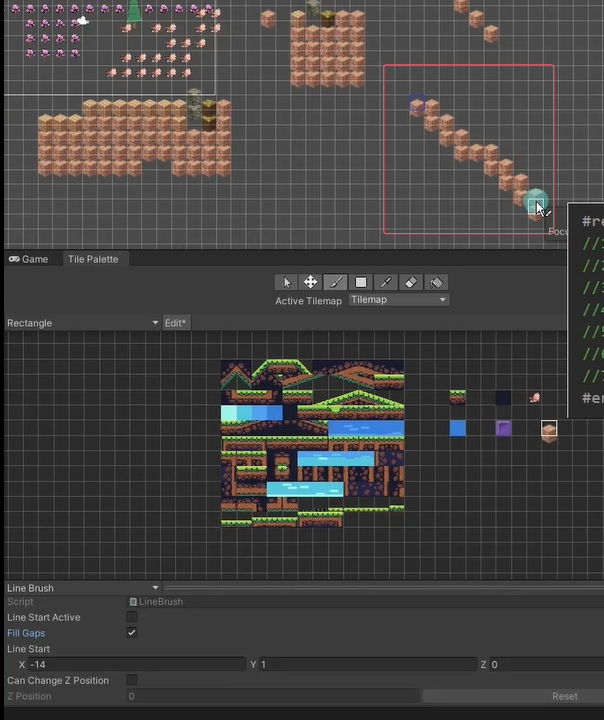 Focu
#re
//1
//2
//3
//4
//5
//6
//7
#en
Game
Tile Palette
Active Tilemap
Tilemap
Rectangle
Edit*
Line Brush
Script
LineBrush
Line Start Active
Fill Gaps
Line Start
X -14 Y 1 Z 0
Can Change Z Position
Z Position 0 Reset